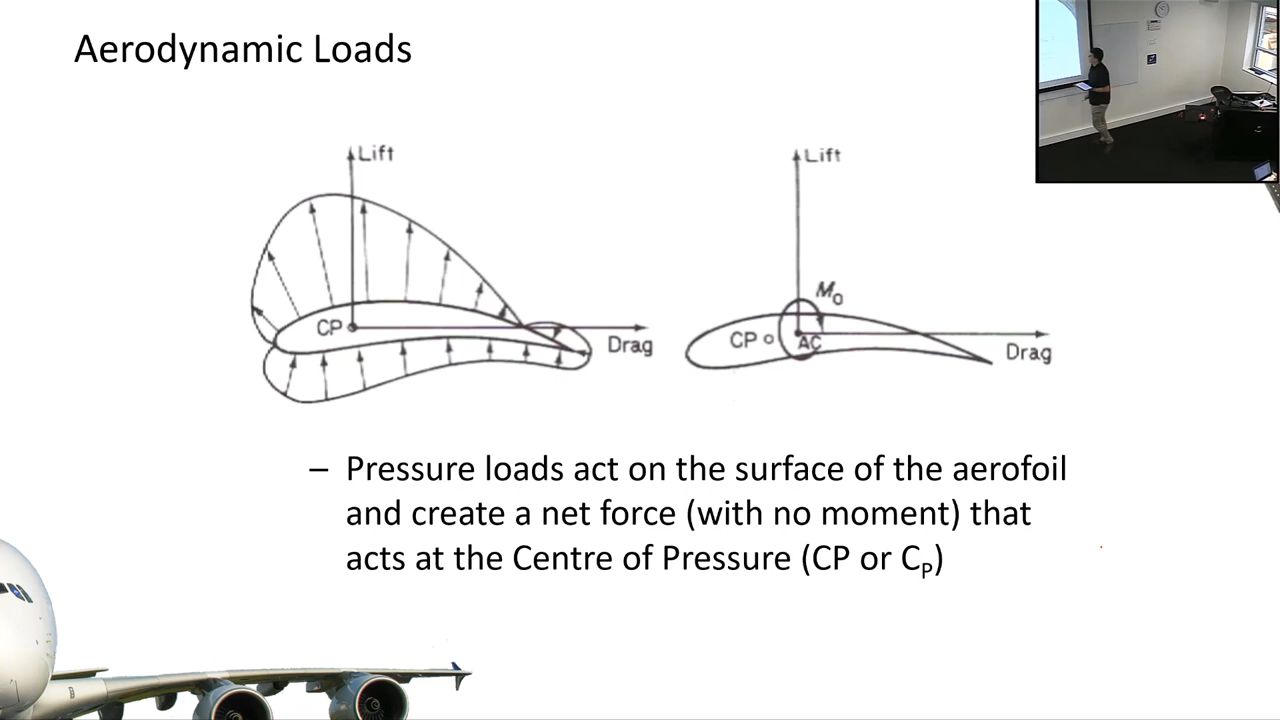 Aerodynamic Loads
Lift
CP
Drag
Lift
M0
CP
AC
Drag
– Pressure loads act on the surface of the aerofoil
and create a net force (with no moment) that
acts at the Centre of Pressure (CP or CP)